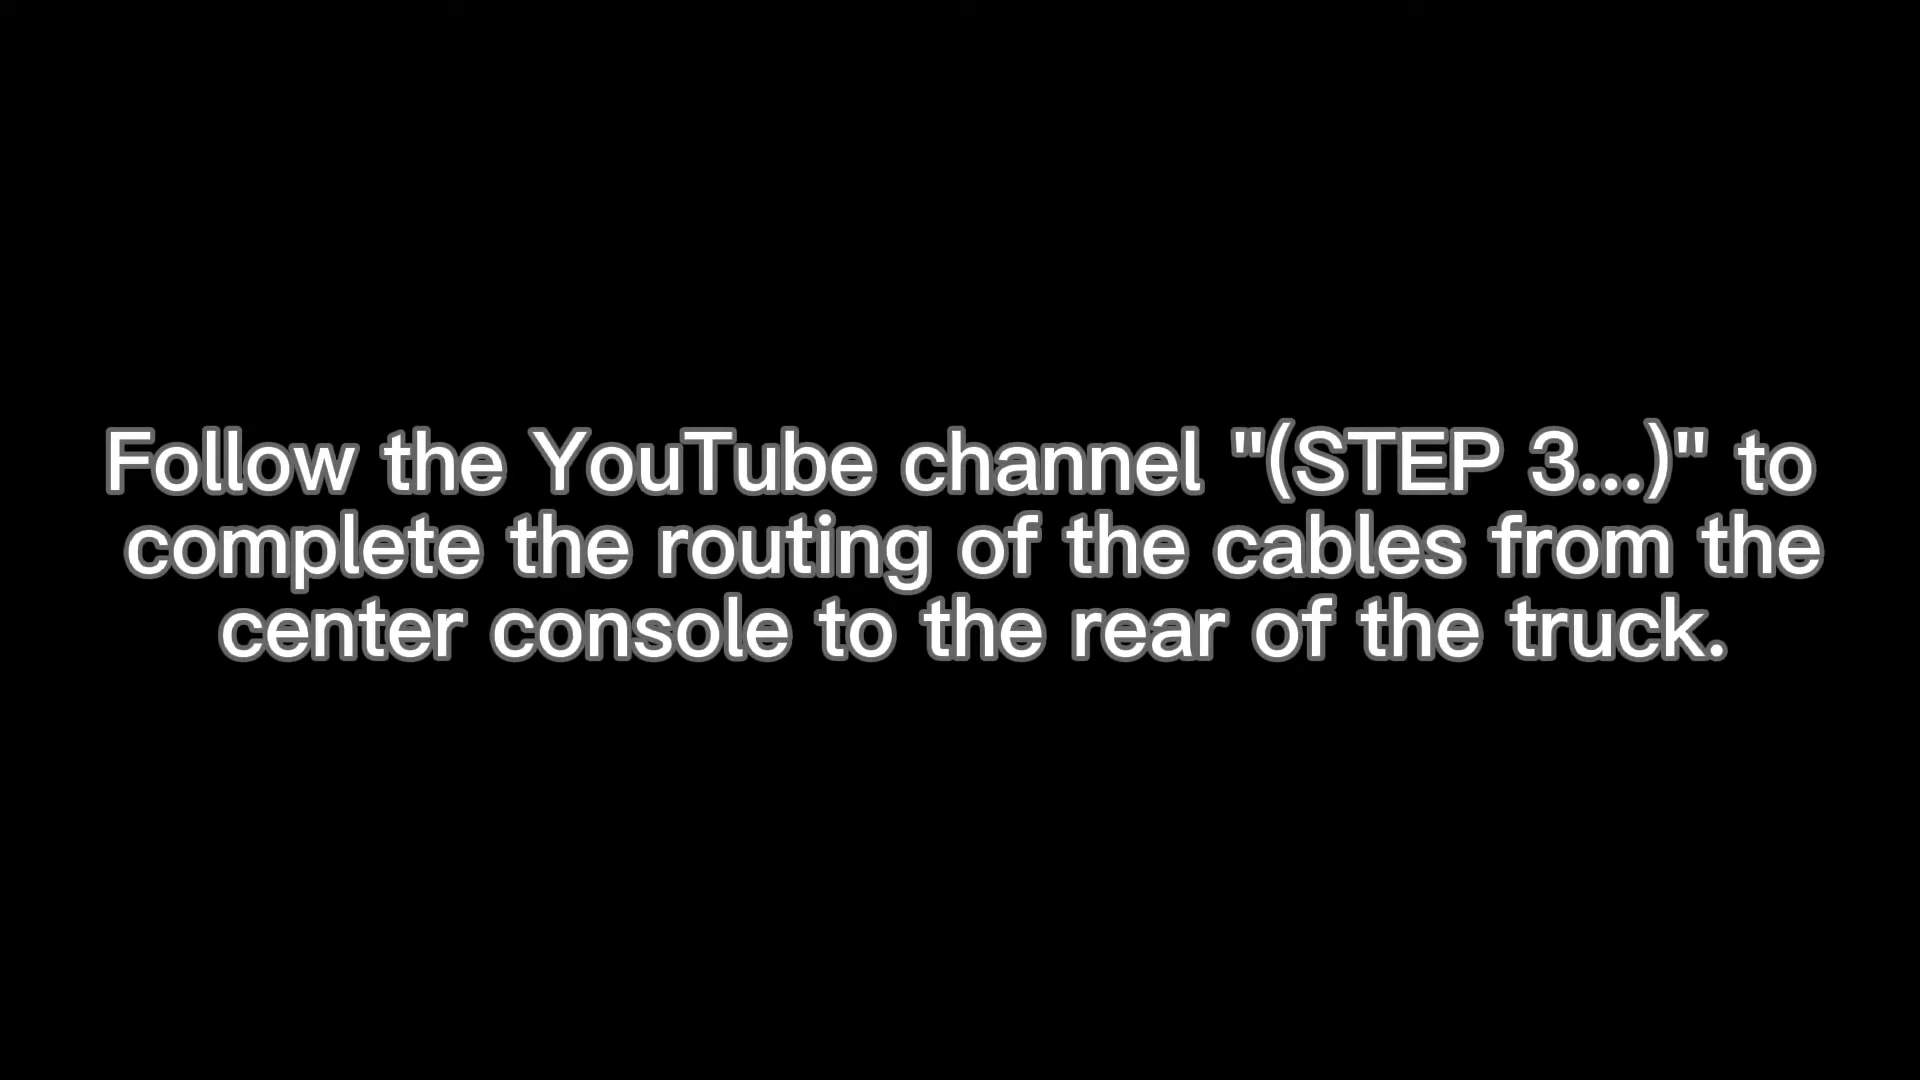 Follow the YouTube channel "(STEP 3...)" to
complete the routing of the cables from the
center console to the rear of the truck.